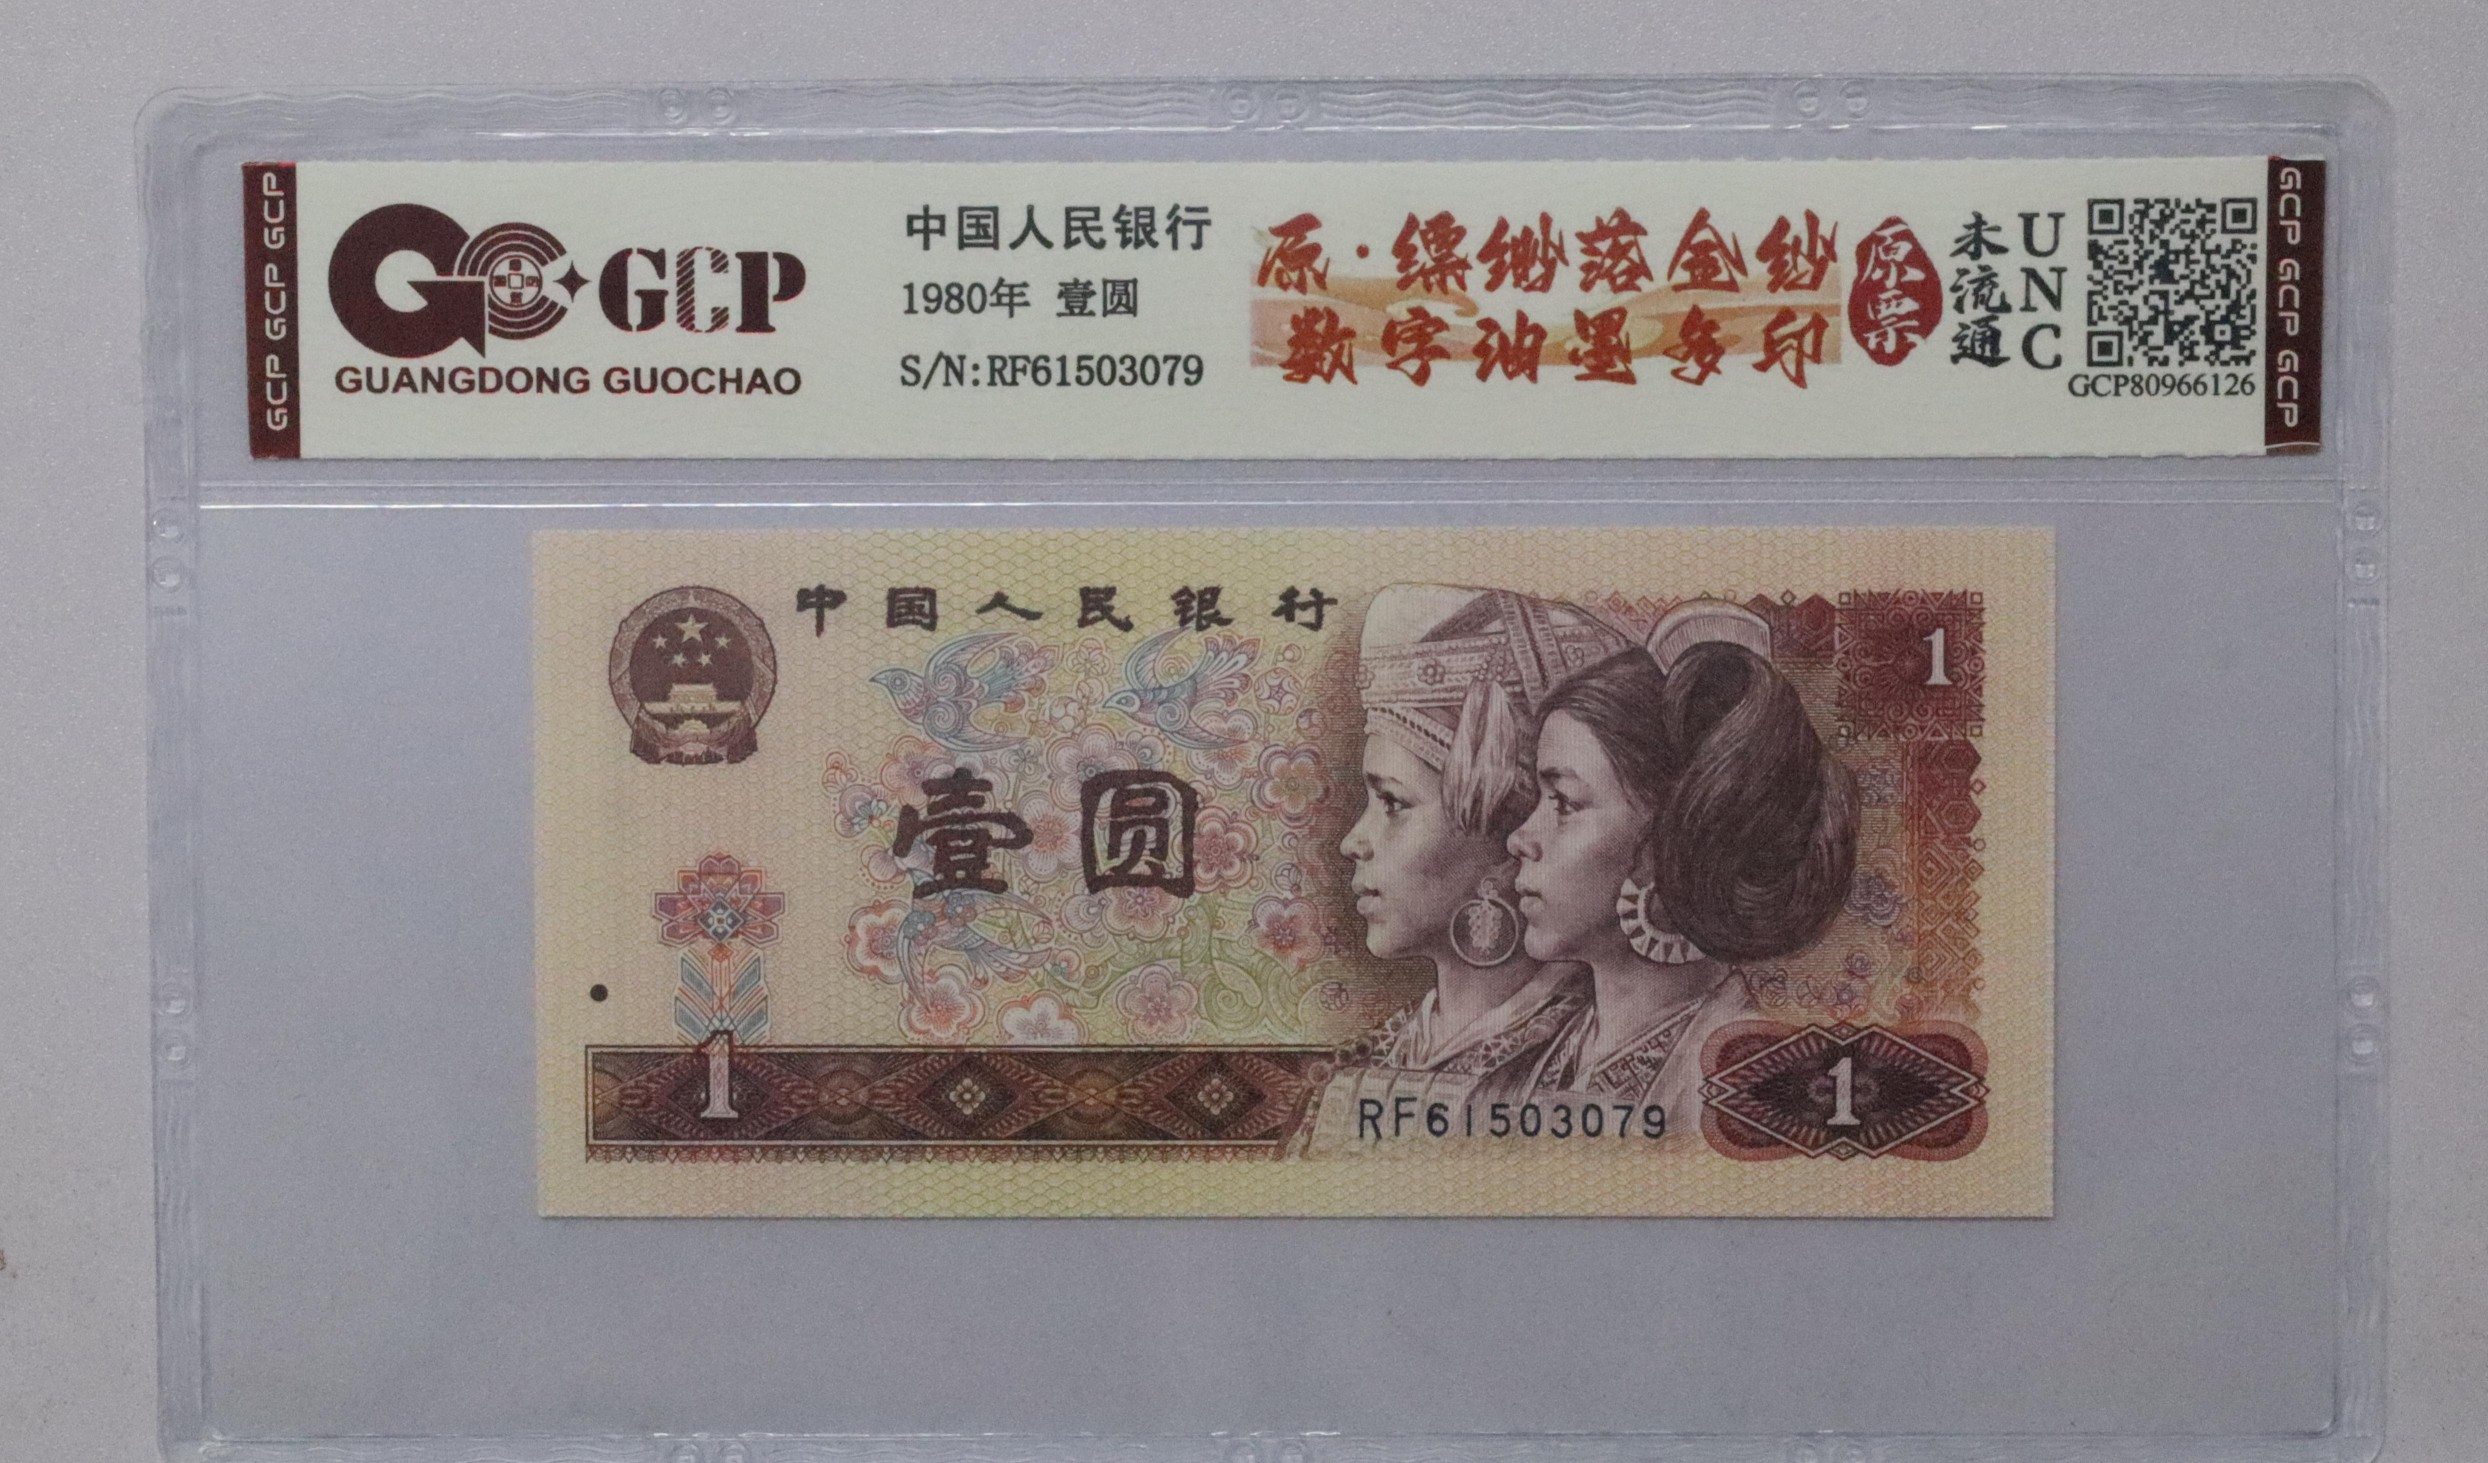 GCP GCP GCP
GCP
GUANGDONG GUOCHAO
中国人民银行
1980年 壹圆
S/N:RF61503079
原·缥缈落金纱
数字油墨多印
原票
未流通
UNC
GCP80966126
GCP GCP GCP
中国人民银行
1
壹圆
1
RF61503079
1